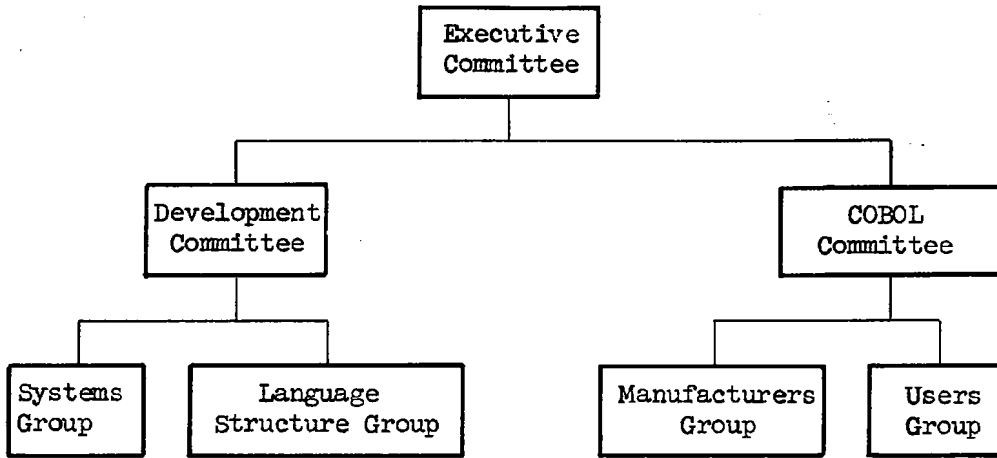 Executive
Committee
Development
Committee
COBOL
Committee
Systems
Group
Language
Structure Group
Manufacturers
Group
Users
Group